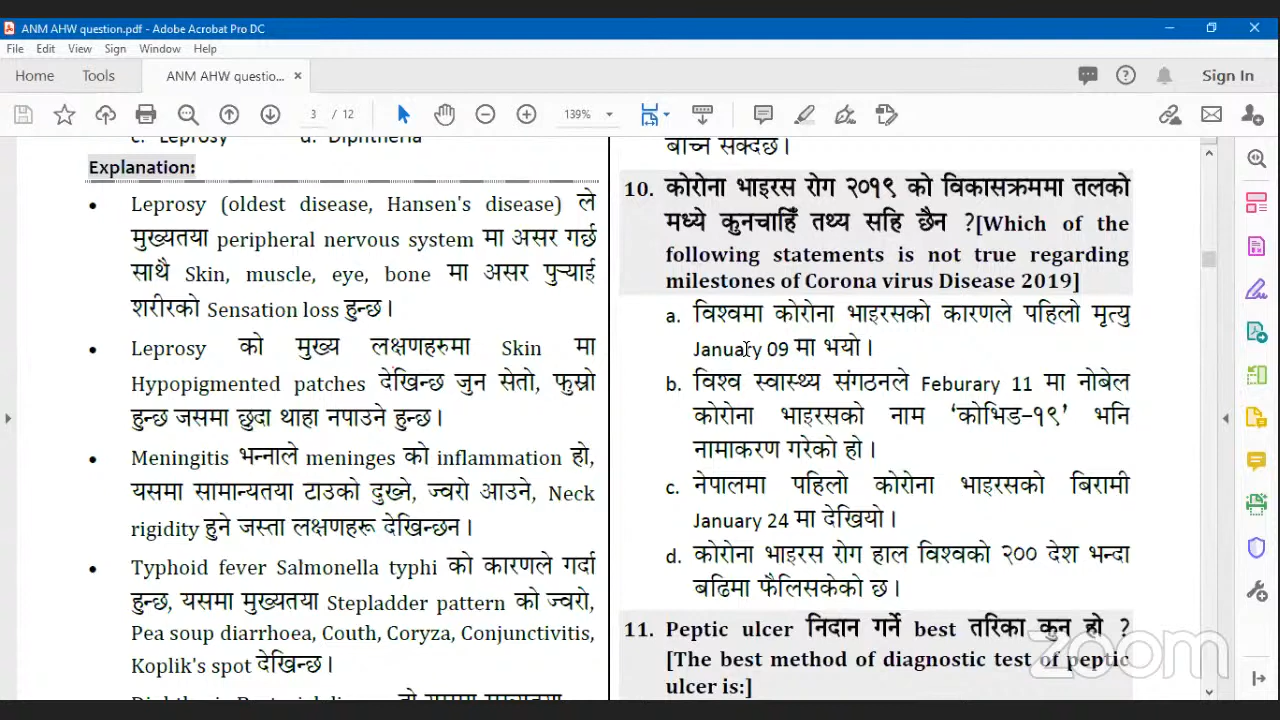 ANM AHW question.pdf - Adobe Acrobat Pro DC
File Edit View Sign Window Help
Home Tools ANM AHW questio... × Sign In
3 / 12 139%
c. Leprosy d. Diphtheria
Explanation:
• Leprosy (oldest disease, Hansen's disease) ले
मुख्यतया peripheral nervous system मा असर गर्छ
साथै Skin, muscle, eye, bone मा असर पुऱ्याई
शरीरको Sensation loss हुन्छ।
• Leprosy को मुख्य लक्षणहरुमा Skin मा
Hypopigmented patches देखिन्छ जुन सेतो, फुस्रो
हुन्छ जसमा छुदा थाहा नपाउने हुन्छ।
• Meningitis भन्नाले meninges को inflammation हो,
यसमा सामान्यतया टाउको दुख्ने, ज्वरो आउने, Neck
rigidity हुने जस्ता लक्षणहरू देखिन्छन।
• Typhoid fever Salmonella typhi को कारणले गर्दा
हुन्छ, यसमा मुख्यतया Stepladder pattern को ज्वरो,
Pea soup diarrhoea, Couth, Coryza, Conjunctivitis,
Koplik's spot देखिन्छ।
बाच्न सक्दछ।
10. कोरोना भाइरस रोग २०१९ को विकासक्रममा तलको
मध्ये कुनचाहिँ तथ्य सहि छैन ?[Which of the
following statements is not true regarding
milestones of Corona virus Disease 2019]
a. विश्वमा कोरोना भाइरसको कारणले पहिलो मृत्यु
January 09 मा भयो।
b. विश्व स्वास्थ्य संगठनले Feburary 11 मा नोबेल
कोरोना भाइरसको नाम ‘कोभिड-१९’ भनि
नामाकरण गरेको हो।
c. नेपालमा पहिलो कोरोना भाइरसको बिरामी
January 24 मा देखियो।
d. कोरोना भाइरस रोग हाल विश्वको २०० देश भन्दा
बढिमा फैलिसकेको छ।
11. Peptic ulcer निदान गर्ने best तरिका कुन हो ?
[The best method of diagnostic test of peptic
ulcer is:]
zoom